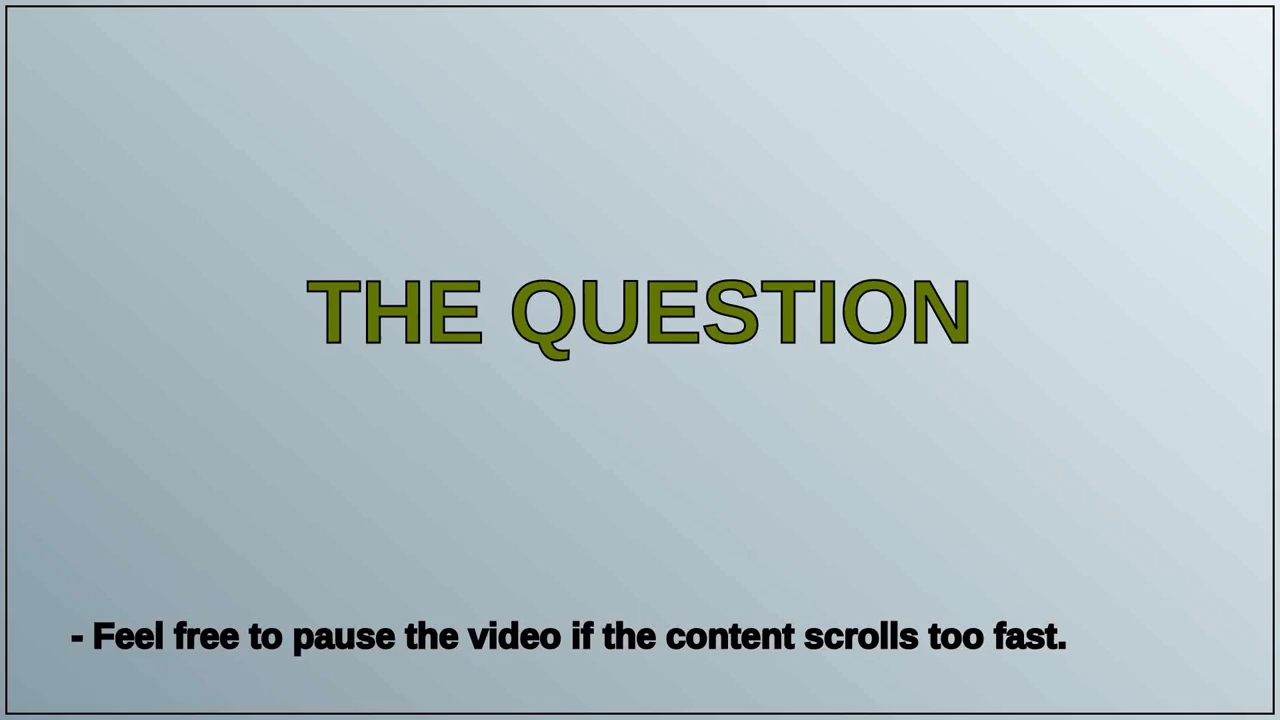 THE QUESTION
- Feel free to pause the video if the content scrolls too fast.